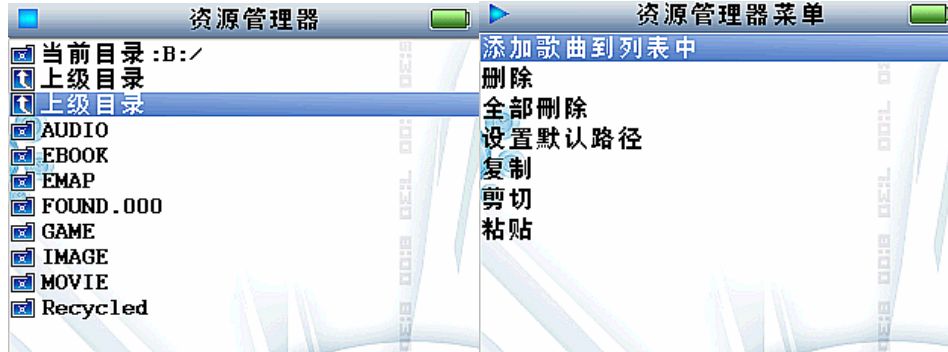 资源管理器
当前目录:B:/
上级目录
上级目录
AUDIO
EBOOK
EMAP
FOUND.000
GAME
IMAGE
MOVIE
Recycled
资源管理器菜单
添加歌曲到列表中
删除
全部刪除
设置默认路径
复制
剪切
粘贴